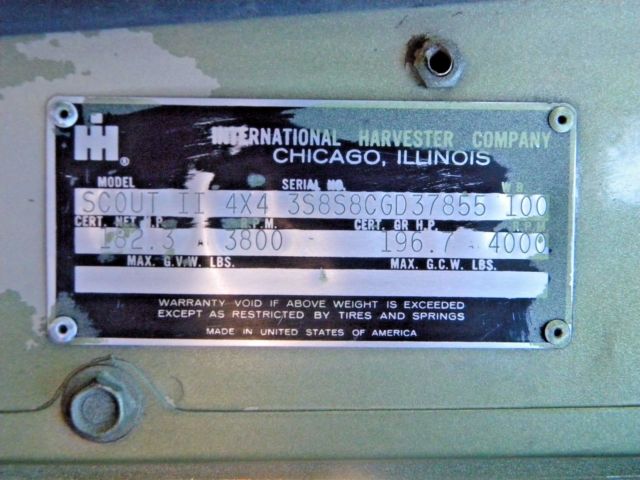 IH ®
INTERNATIONAL HARVESTER COMPANY
CHICAGO, ILLINOIS
MODEL SERIAL NO. W.B.
SCOUT II 4X4 3S8S8CGD37855 100
CERT. NET H.P. R.P.M. CERT. GR H.P. R.P.M.
182.3 3800 196.7 4000
MAX. G.V.W. LBS. MAX. G.C.W. LBS.
WARRANTY VOID IF ABOVE WEIGHT IS EXCEEDED
EXCEPT AS RESTRICTED BY TIRES AND SPRINGS
MADE IN UNITED STATES OF AMERICA